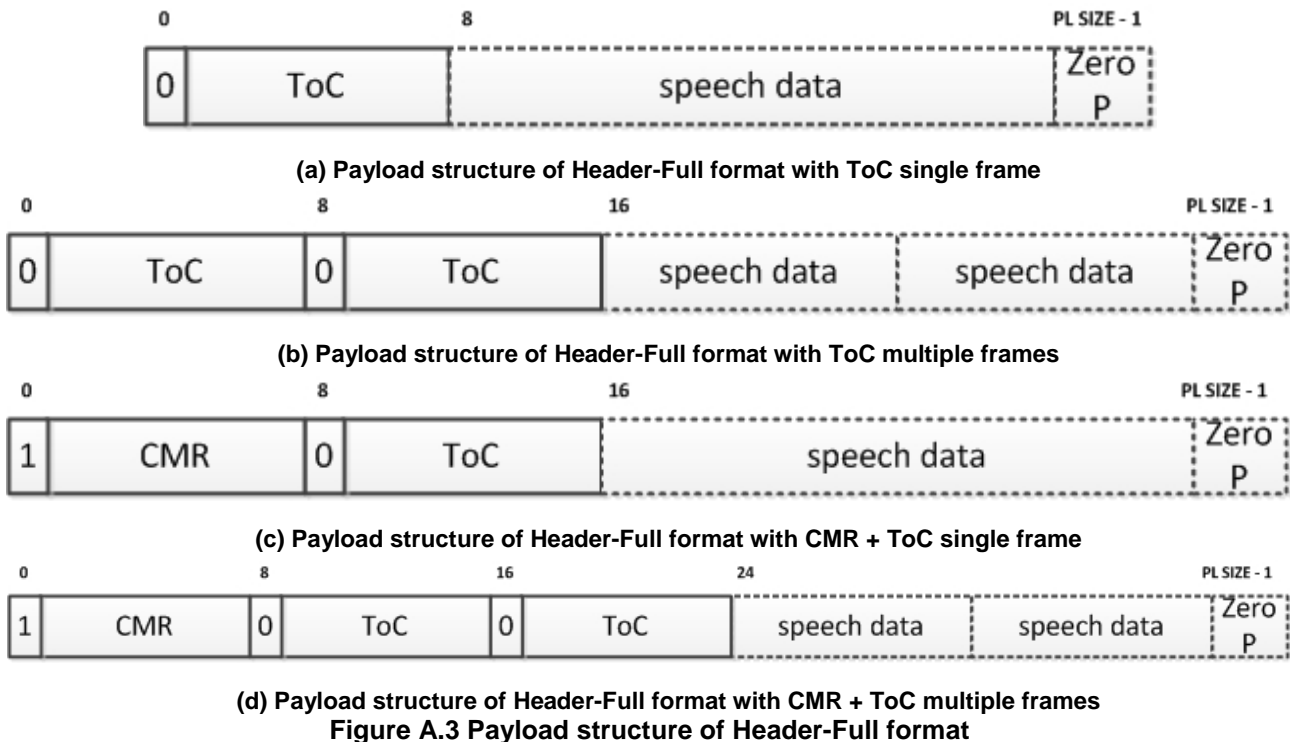 0 8 PL SIZE - 1
0 ToC speech data Zero P
(a) Payload structure of Header-Full format with ToC single frame
0 8 16 PL SIZE - 1
0 ToC 0 ToC speech data speech data Zero P
(b) Payload structure of Header-Full format with ToC multiple frames
0 8 16 PL SIZE - 1
1 CMR 0 ToC speech data Zero P
(c) Payload structure of Header-Full format with CMR + ToC single frame
0 8 16 24 PL SIZE - 1
1 CMR 0 ToC 0 ToC speech data speech data Zero P
(d) Payload structure of Header-Full format with CMR + ToC multiple frames
Figure A.3 Payload structure of Header-Full format